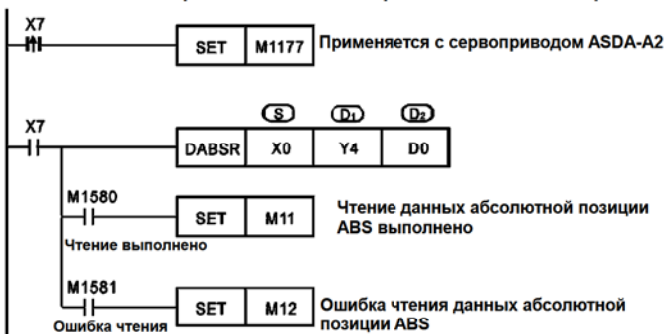 X7
SET M1177 Применяется с сервоприводом ASDA-A2
S D1 D2
X7
DABSR X0 Y4 D0
M1580
SET M11 Чтение данных абсолютной позиции
ABS выполнено
Чтение выполнено
M1581
SET M12 Ошибка чтения данных абсолютной
позиции ABS
Ошибка чтения